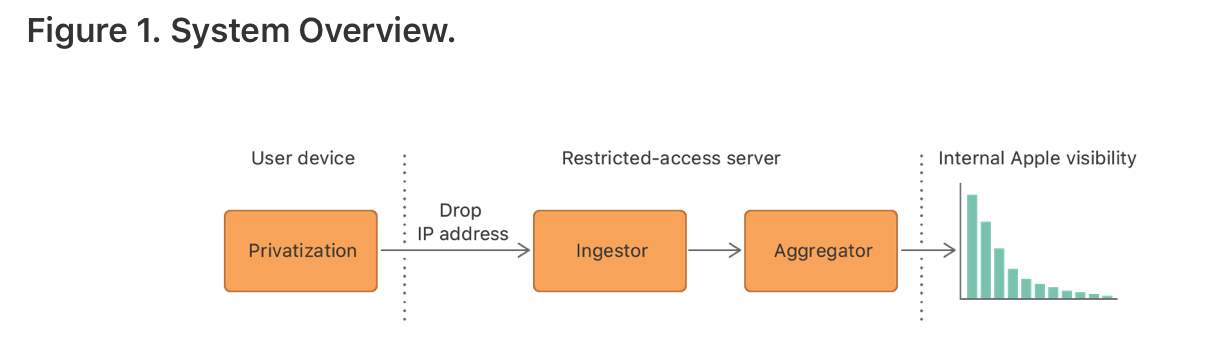 Figure 1. System Overview.
User device
Restricted-access server
Internal Apple visibility
Drop
IP address
Privatization
Ingestor
Aggregator